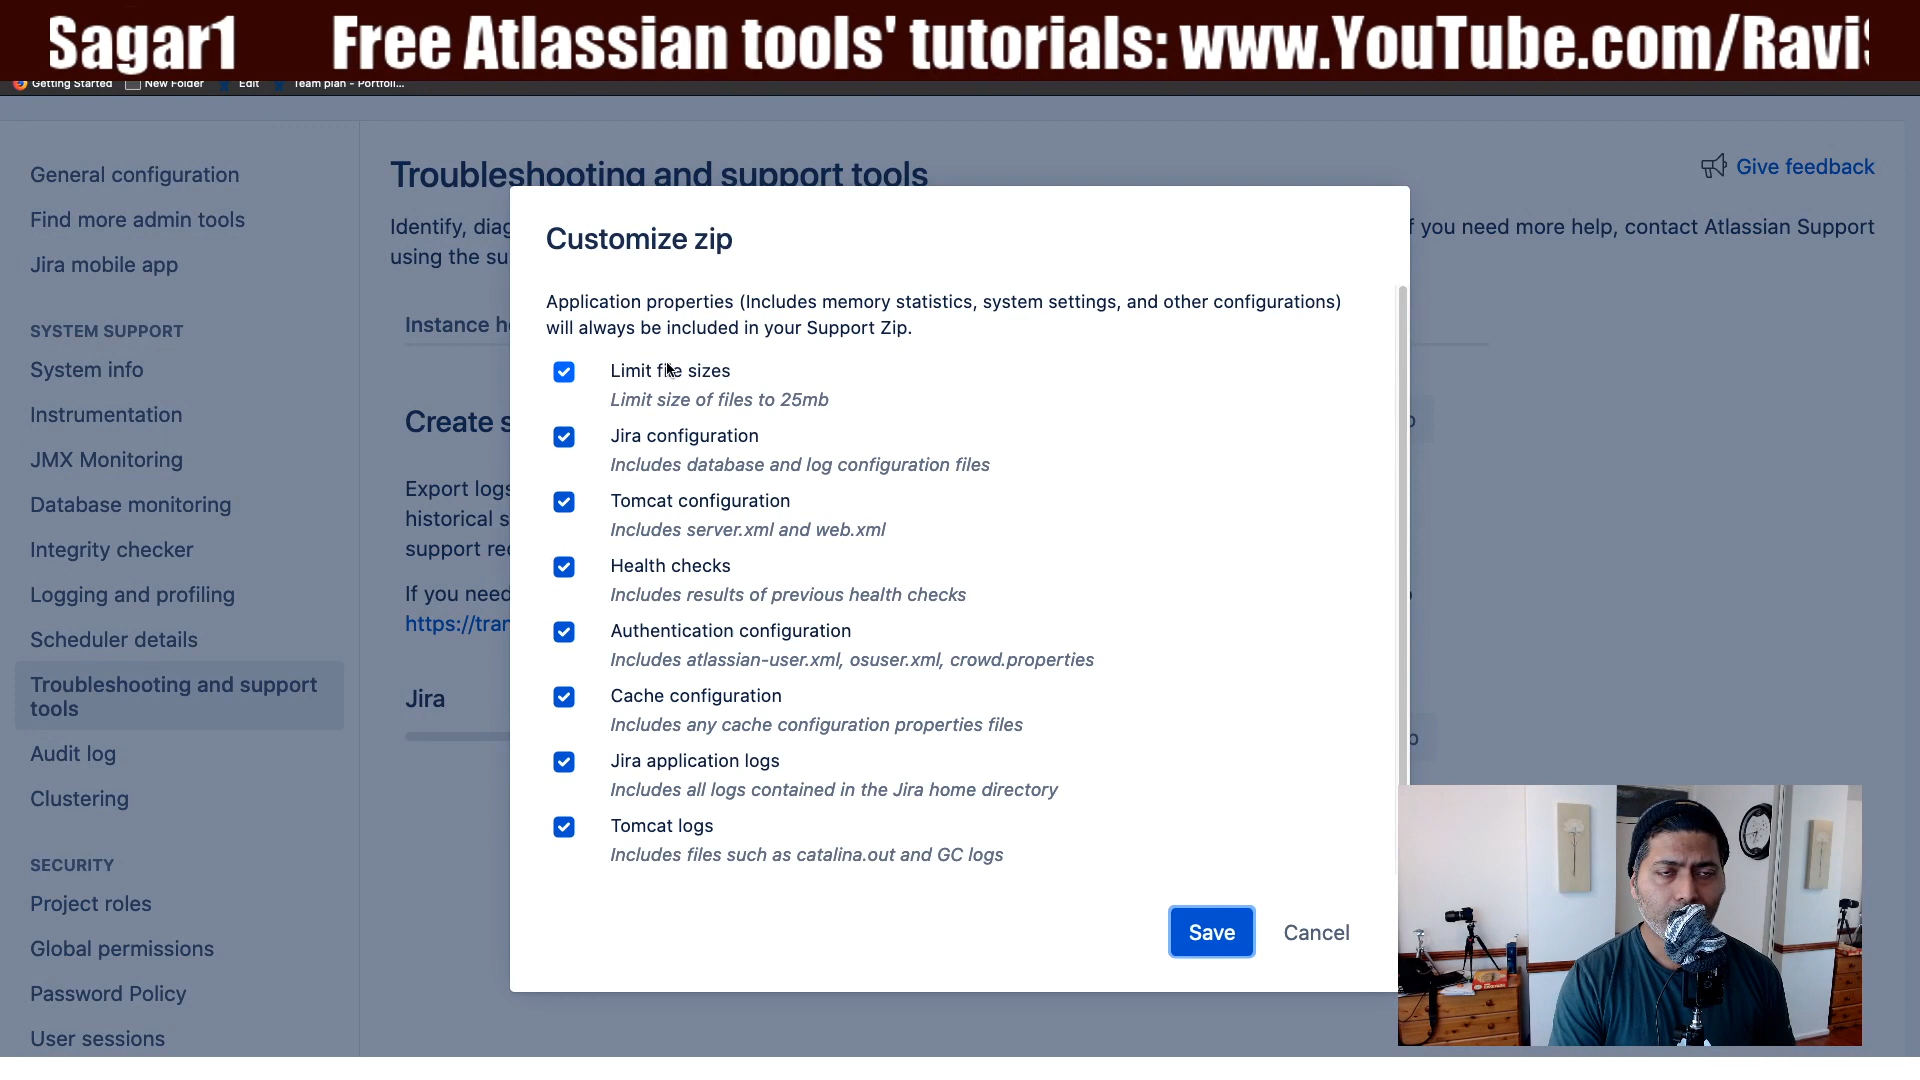 Sagar1 Free Atlassian tools' tutorials: www.YouTube.com/Ravi
Getting Started New Folder Edit Team plan - Portfoli...
General configuration
Find more admin tools
Jira mobile app
SYSTEM SUPPORT
System info
Instrumentation
JMX Monitoring
Database monitoring
Integrity checker
Logging and profiling
Scheduler details
Troubleshooting and support
tools
Audit log
Clustering
SECURITY
Project roles
Global permissions
Password Policy
User sessions
Troubleshooting and support tools
Give feedback
Identify, diag
f you need more help, contact Atlassian Support
using the su
Instance h
Create s
Export logs
historical s
support re
If you need
https://tran
Jira
Customize zip
Application properties (Includes memory statistics, system settings, and other configurations)
will always be included in your Support Zip.
Limit file sizes
Limit size of files to 25mb
Jira configuration
Includes database and log configuration files
Tomcat configuration
Includes server.xml and web.xml
Health checks
Includes results of previous health checks
Authentication configuration
Includes atlassian-user.xml, osuser.xml, crowd.properties
Cache configuration
Includes any cache configuration properties files
Jira application logs
Includes all logs contained in the Jira home directory
Tomcat logs
Includes files such as catalina.out and GC logs
Save
Cancel